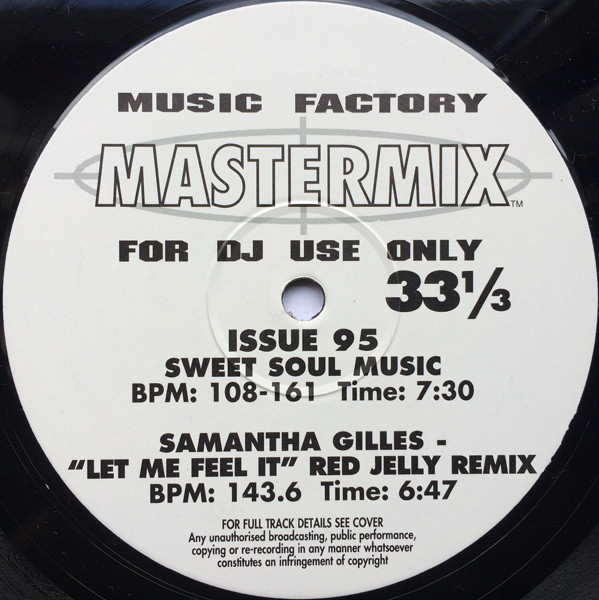 MUSIC FACTORY
MASTERMIX™
FOR DJ USE ONLY
33⅓
ISSUE 95
SWEET SOUL MUSIC
BPM: 108-161 Time: 7:30
SAMANTHA GILLES -
"LET ME FEEL IT" RED JELLY REMIX
BPM: 143.6 Time: 6:47
FOR FULL TRACK DETAILS SEE COVER
Any unauthorised broadcasting, public performance,
copying or re-recording in any manner whatsoever
constitutes an infringement of copyright